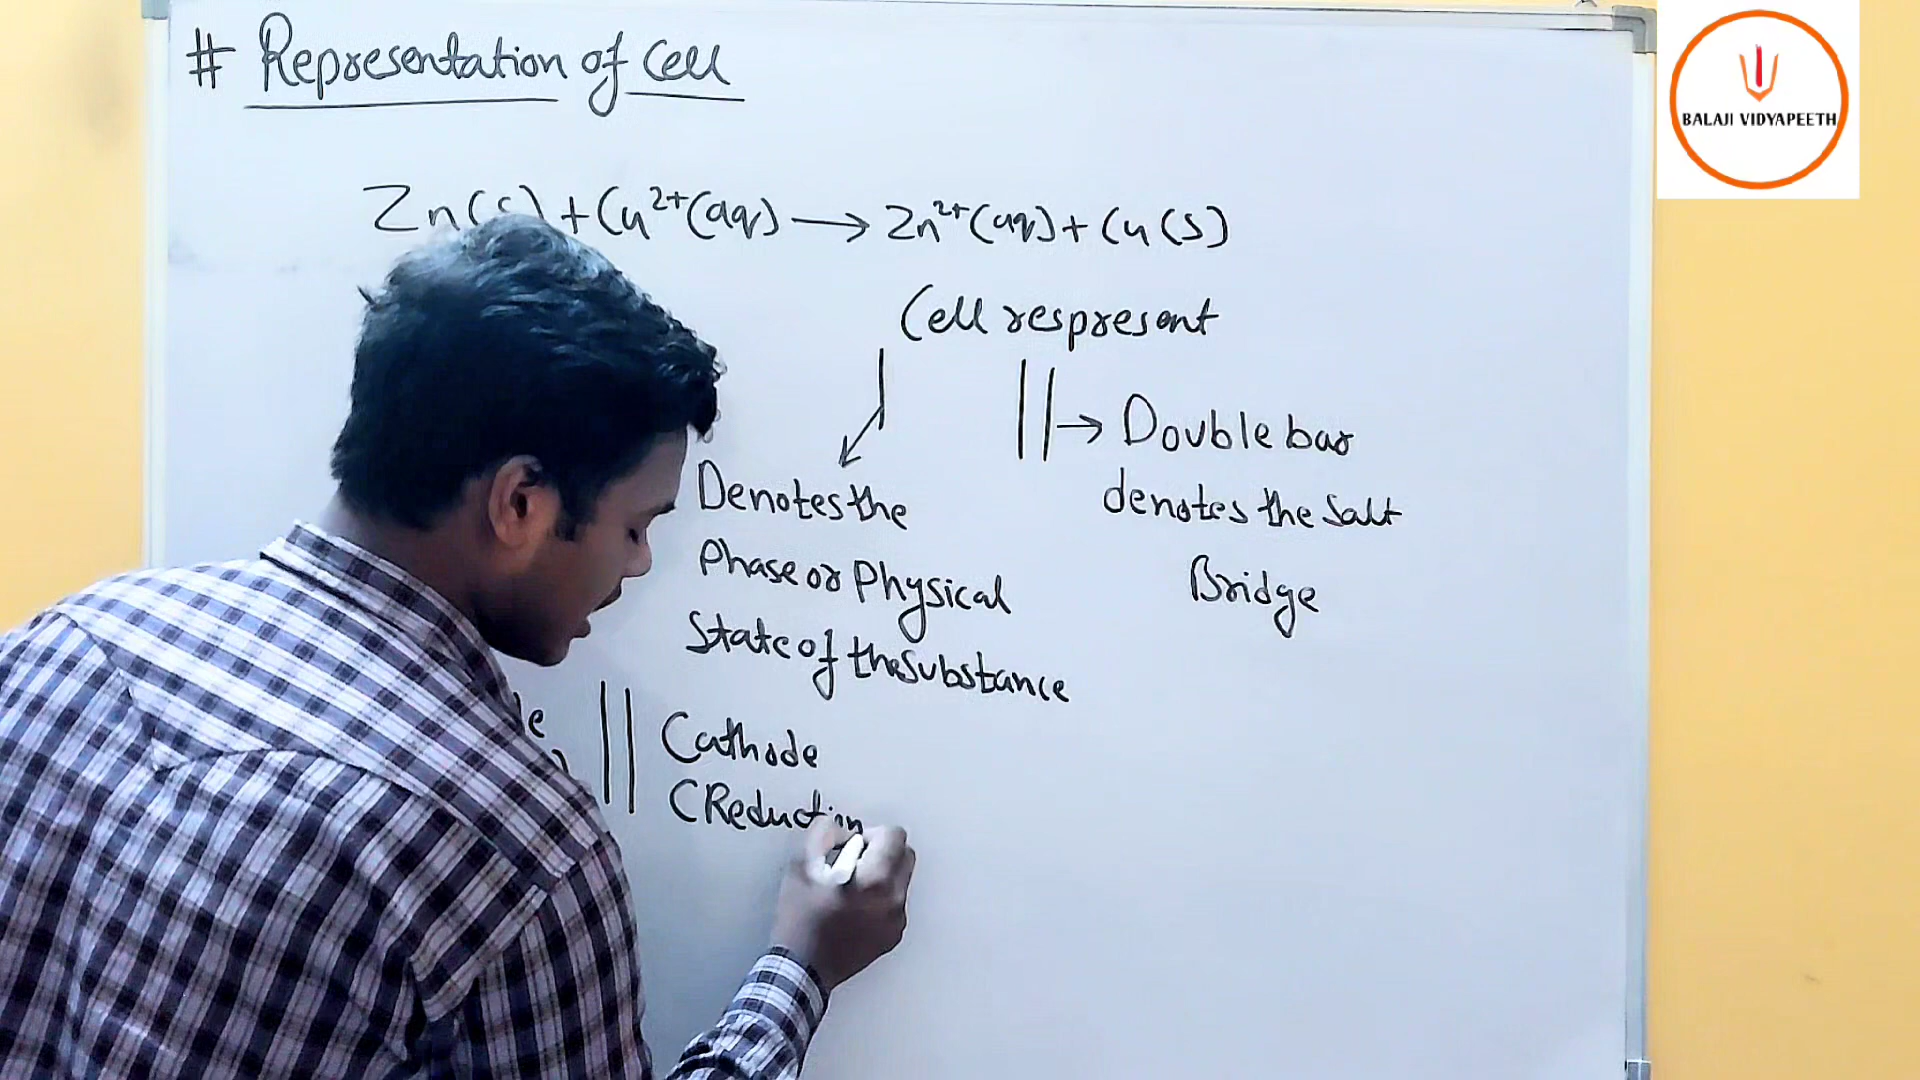 # Representation of Cell
BALAJI VIDYAPEETH
Zn(s) + Cu²⁺(aq) → Zn²⁺(aq) + Cu(s)
Cell respresent
| || → Double bar
Denotes the
denotes the Salt
Phase or Physical
Bridge
State of the Substance
|| Cathode
(Reduction